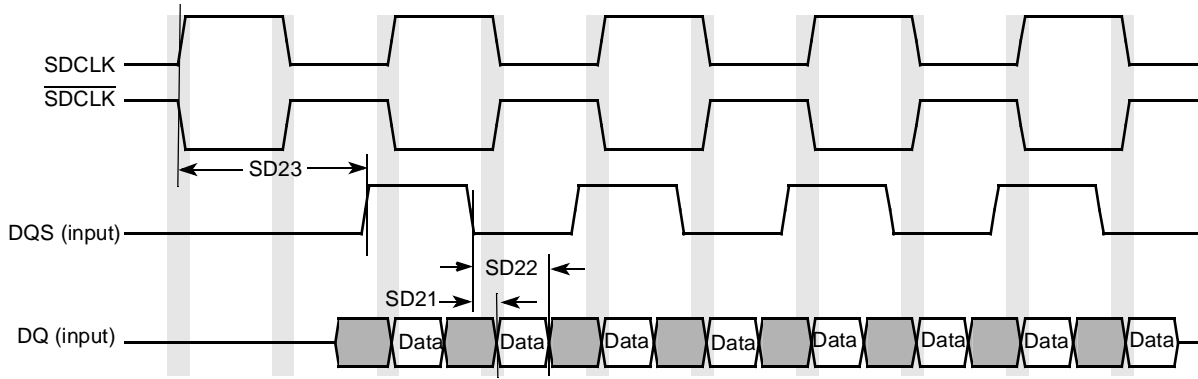 SDCLK
SDCLK
SD23
DQS (input)
SD22
SD21
DQ (input)
Data Data Data Data Data Data Data Data